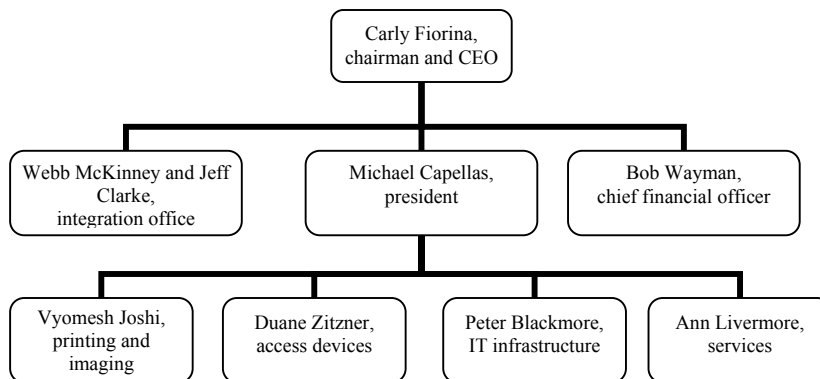 Carly Fiorina,
chairman and CEO
Webb McKinney and Jeff
Clarke,
integration office
Michael Capellas,
president
Bob Wayman,
chief financial officer
Vyomesh Joshi,
printing and
imaging
Duane Zitzner,
access devices
Peter Blackmore,
IT infrastructure
Ann Livermore,
services